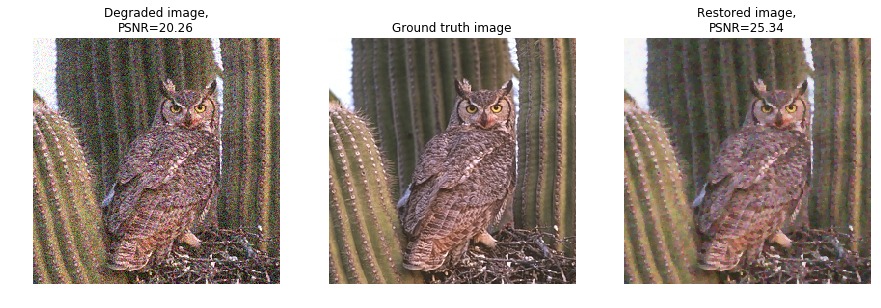 Degraded image,
PSNR=20.26
Ground truth image
Restored image,
PSNR=25.34